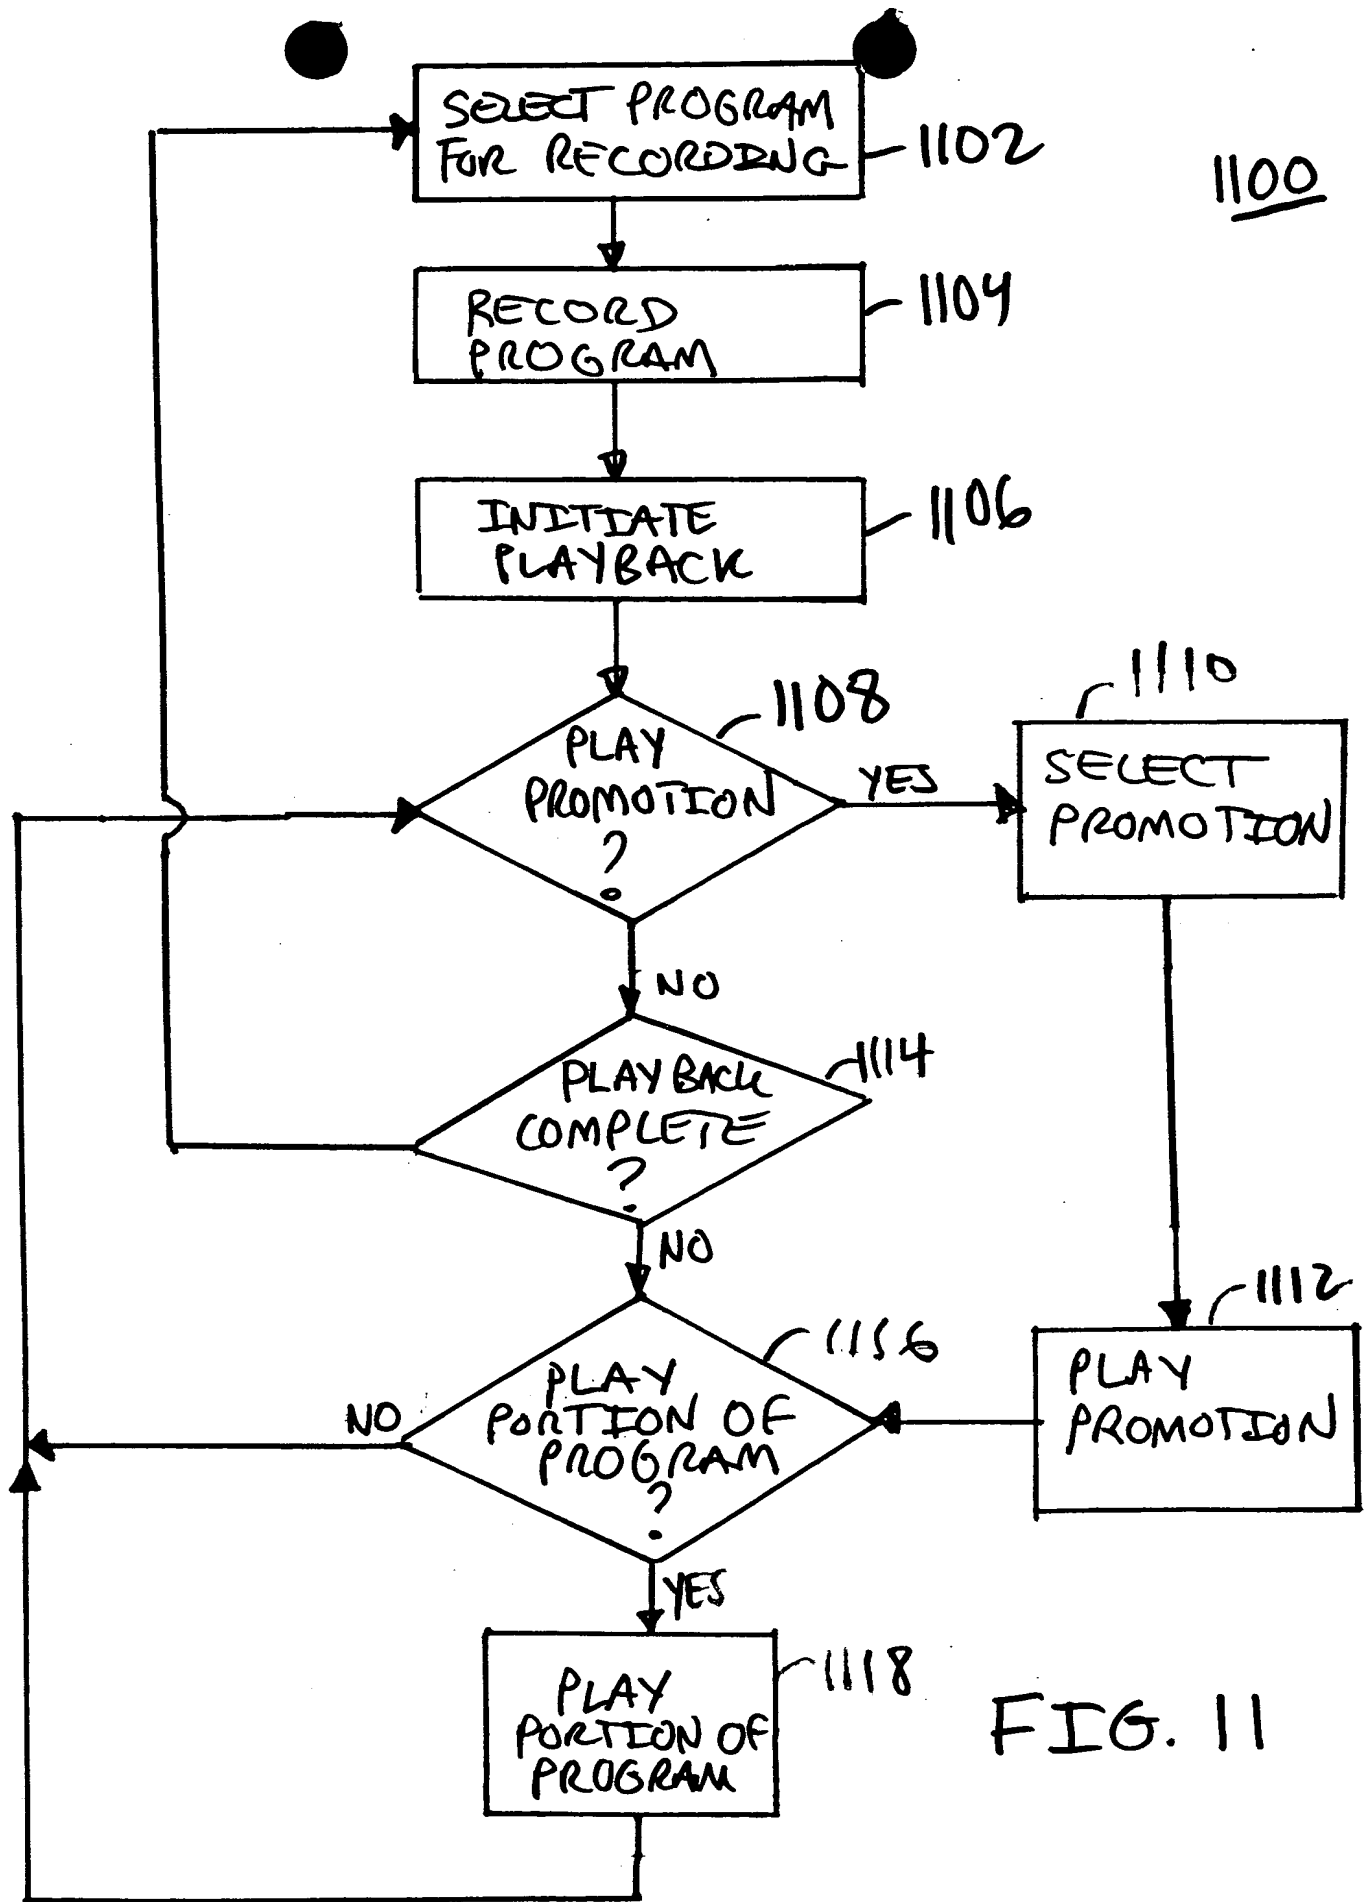 SELECT PROGRAM
FOR RECORDING
1102
1100
RECORD
PROGRAM
1104
INITIATE
PLAYBACK
1106
1108
PLAY
PROMOTION
?
YES
1110
SELECT
PROMOTION
NO
1114
PLAYBACK
COMPLETE
?
NO
1116
PLAY
PORTION OF
PROGRAM
?
NO
1112
PLAY
PROMOTION
YES
1118
PLAY
PORTION OF
PROGRAM
FIG. 11